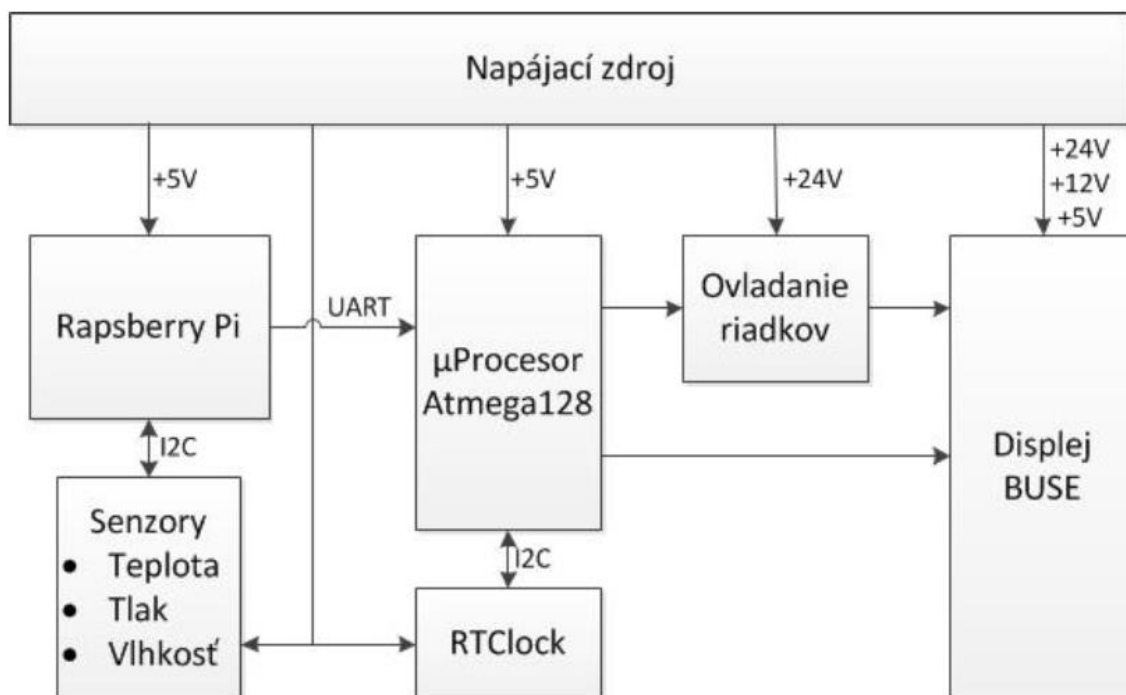 Napájací zdroj
+5V
+5V
+24V
+24V
+12V
+5V
Rapsberry Pi
UART
µProcesor
Atmega128
Ovladanie
riadkov
Displej
BUSE
I2C
I2C
Senzory
• Teplota
• Tlak
• Vlhkosť
RTClock